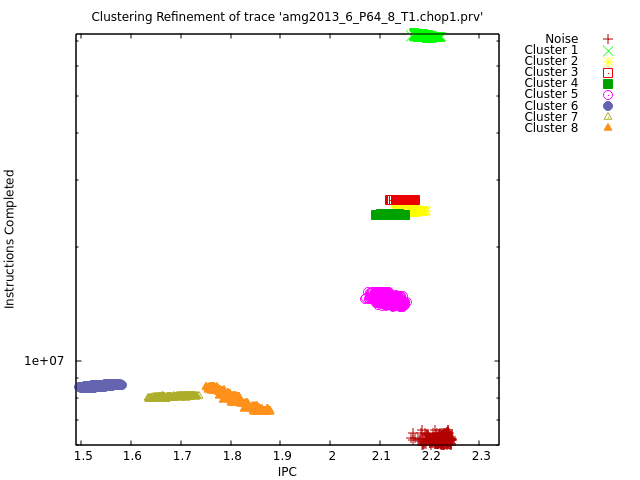 Clustering Refinement of trace 'amg2013_6_P64_8_T1.chop1.prv'
Noise
Cluster 1
Cluster 2
Cluster 3
Cluster 4
Cluster 5
Cluster 6
Cluster 7
Cluster 8
Instructions Completed
1e+07
1.5 1.6 1.7 1.8 1.9 2 2.1 2.2 2.3
IPC